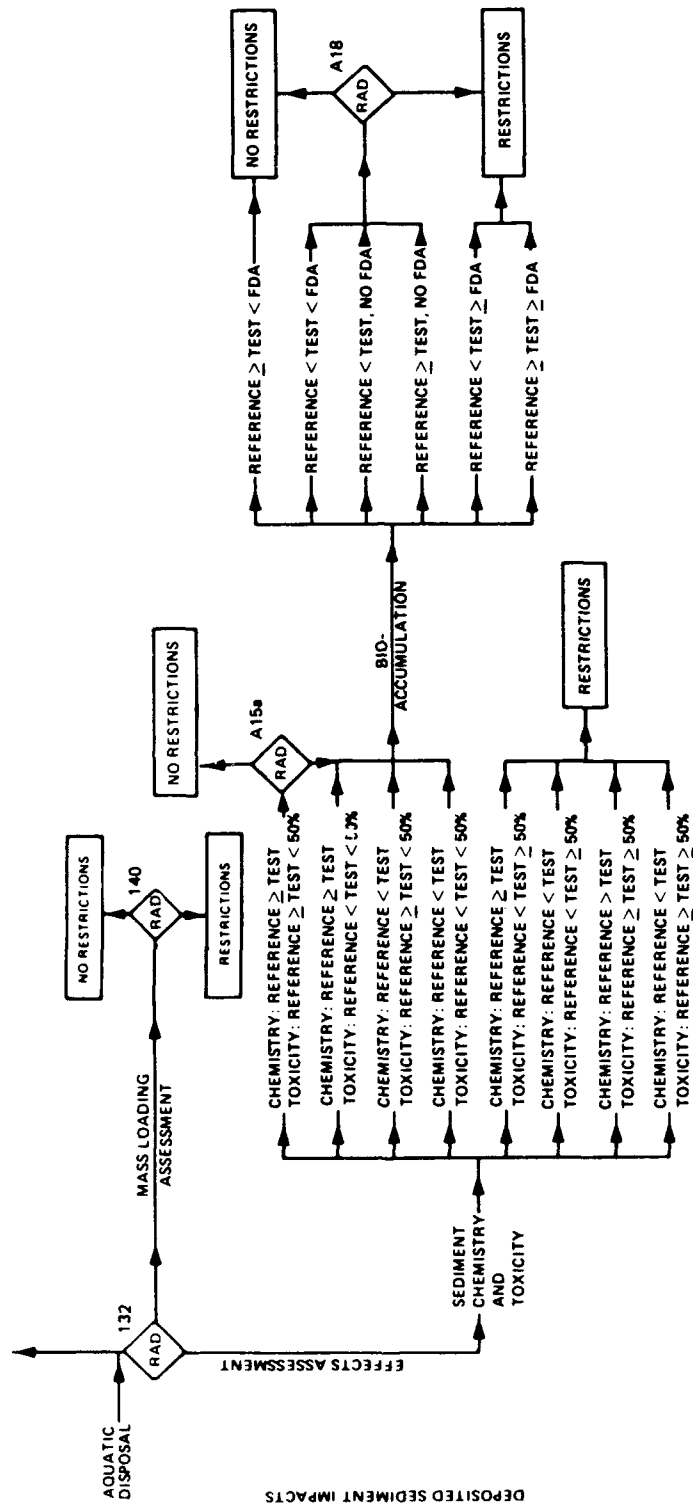 DEPOSITED SEDIMENT IMPACTS
AQUATIC
DISPOSAL
132
RAD
MASS LOADING
ASSESSMENT
140
RAD
NO RESTRICTIONS
RESTRICTIONS
EFFECTS ASSESSMENT
SEDIMENT
CHEMISTRY
AND
TOXICITY
CHEMISTRY: REFERENCE ≥ TEST
TOXICITY: REFERENCE ≥ TEST < 50%
CHEMISTRY: REFERENCE ≥ TEST
TOXICITY: REFERENCE < TEST <
CHEMISTRY: REFERENCE < TEST
TOXICITY: REFERENCE ≥ TEST < 50%
CHEMISTRY: REFERENCE < TEST
TOXICITY: REFERENCE < TEST < 50%
CHEMISTRY: REFERENCE ≥ TEST
TOXICITY: REFERENCE < TEST ≥ 50%
CHEMISTRY: REFERENCE < TEST
TOXICITY: REFERENCE < TEST ≥ 50%
CHEMISTRY: REFERENCE > TEST
TOXICITY: REFERENCE ≥ TEST ≥ 50%
CHEMISTRY: REFERENCE < TEST
TOXICITY: REFERENCE ≥ TEST ≥ 50%
A15a
RAD
NO RESTRICTIONS
RESTRICTIONS
BIO-
ACCUMULATION
REFERENCE ≥ TEST < FDA
REFERENCE < TEST < FDA
REFERENCE < TEST, NO FDA
REFERENCE ≥ TEST, NO FDA
REFERENCE < TEST ≥ FDA
REFERENCE ≥ TEST ≥ FDA
NO RESTRICTIONS
A18
RAD
RESTRICTIONS